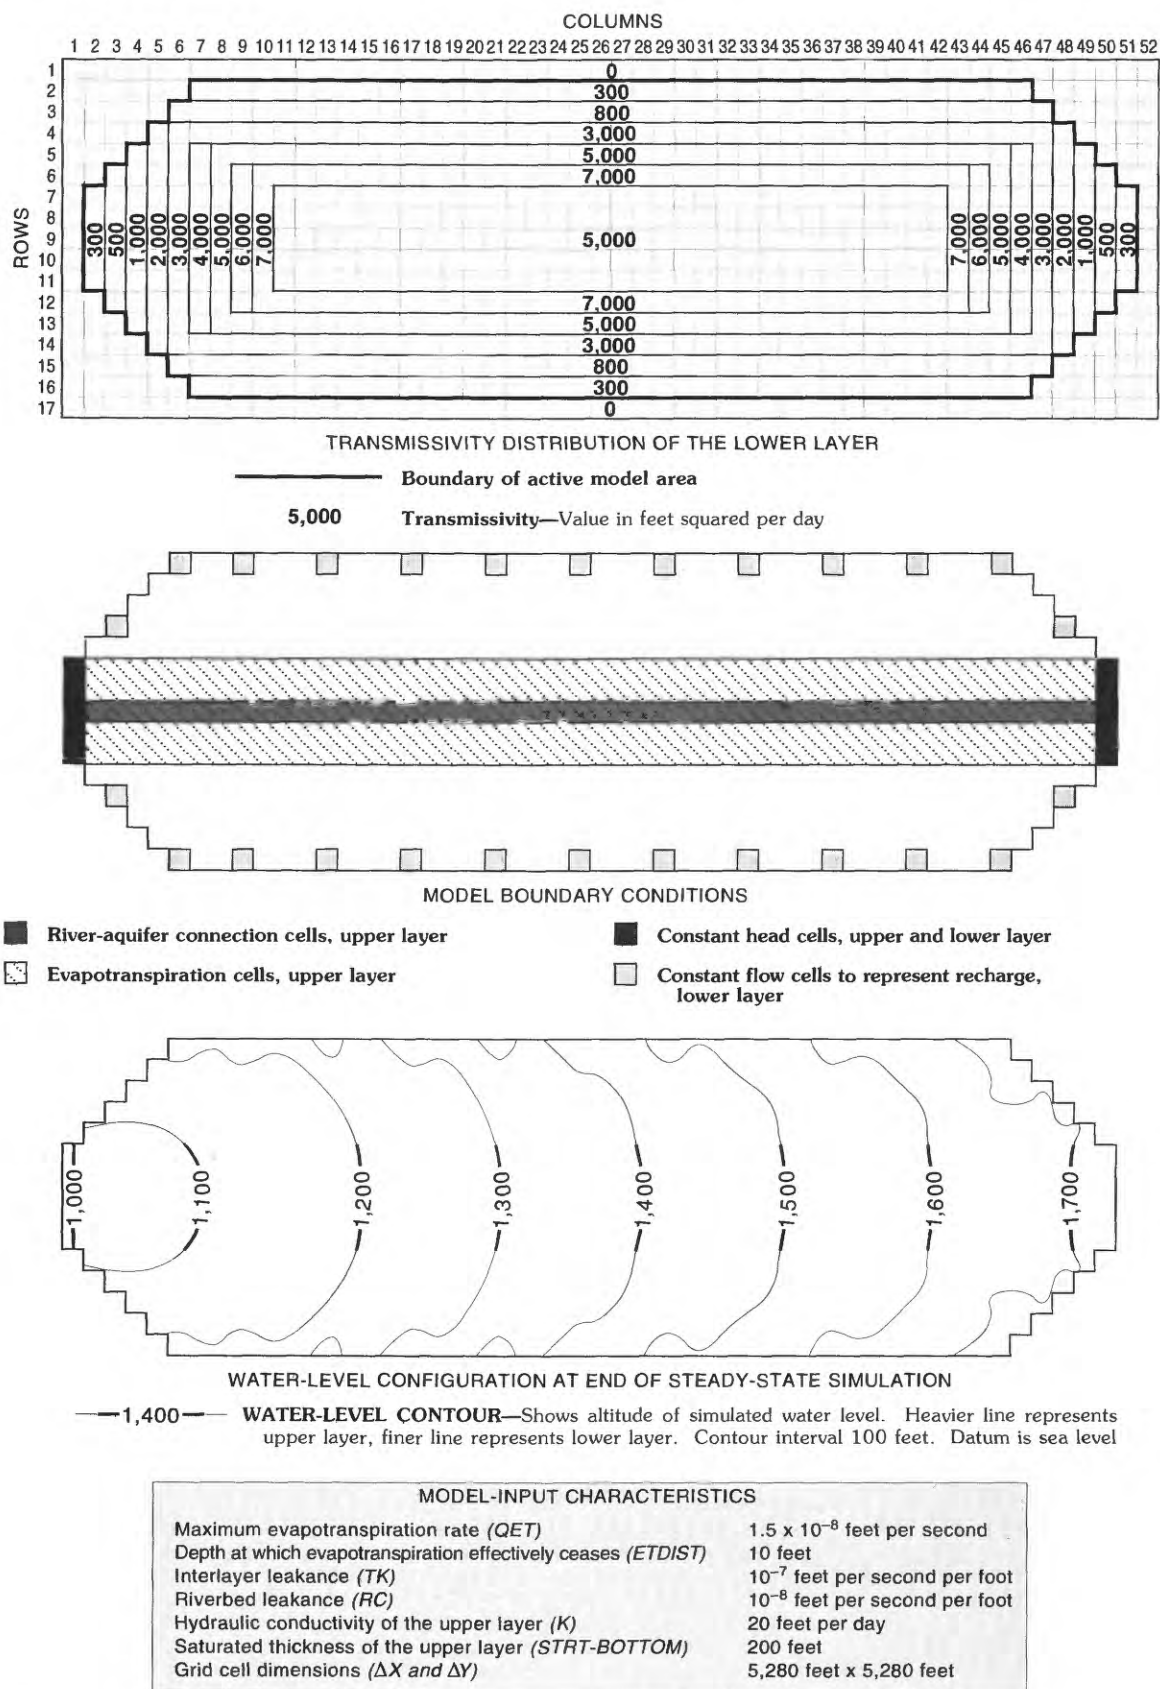 COLUMNS
1 2 3 4 5 6 7 8 9 10 11 12 13 14 15 16 17 18 19 20 21 22 23 24 25 26 27 28 29 30 31 32 33 34 35 36 37 38 39 40 41 42 43 44 45 46 47 48 49 50 51 52
ROWS
1 0
2 300
3 800
4 3,000
5 5,000
6 7,000
7
8
9 5,000
10
11
12 7,000
13 5,000
14 3,000
15 800
16 300
17 0
300 500 1,000 2,000 3,000 4,000 5,000 6,000 7,000
7,000 6,000 5,000 4,000 3,000 2,000 1,000 500 300
TRANSMISSIVITY DISTRIBUTION OF THE LOWER LAYER
Boundary of active model area
5,000 Transmissivity—Value in feet squared per day
MODEL BOUNDARY CONDITIONS
River-aquifer connection cells, upper layer
Evapotranspiration cells, upper layer
Constant head cells, upper and lower layer
Constant flow cells to represent recharge,
lower layer
1,000 1,100 1,200 1,300 1,400 1,500 1,600 1,700
WATER-LEVEL CONFIGURATION AT END OF STEADY-STATE SIMULATION
1,400 WATER-LEVEL CONTOUR—Shows altitude of simulated water level. Heavier line represents
upper layer, finer line represents lower layer. Contour interval 100 feet. Datum is sea level
MODEL-INPUT CHARACTERISTICS
Maximum evapotranspiration rate (QET) 1.5 x 10⁻⁸ feet per second
Depth at which evapotranspiration effectively ceases (ETDIST) 10 feet
Interlayer leakance (TK) 10⁻⁷ feet per second per foot
Riverbed leakance (RC) 10⁻⁸ feet per second per foot
Hydraulic conductivity of the upper layer (K) 20 feet per day
Saturated thickness of the upper layer (STRT-BOTTOM) 200 feet
Grid cell dimensions (ΔX and ΔY) 5,280 feet x 5,280 feet